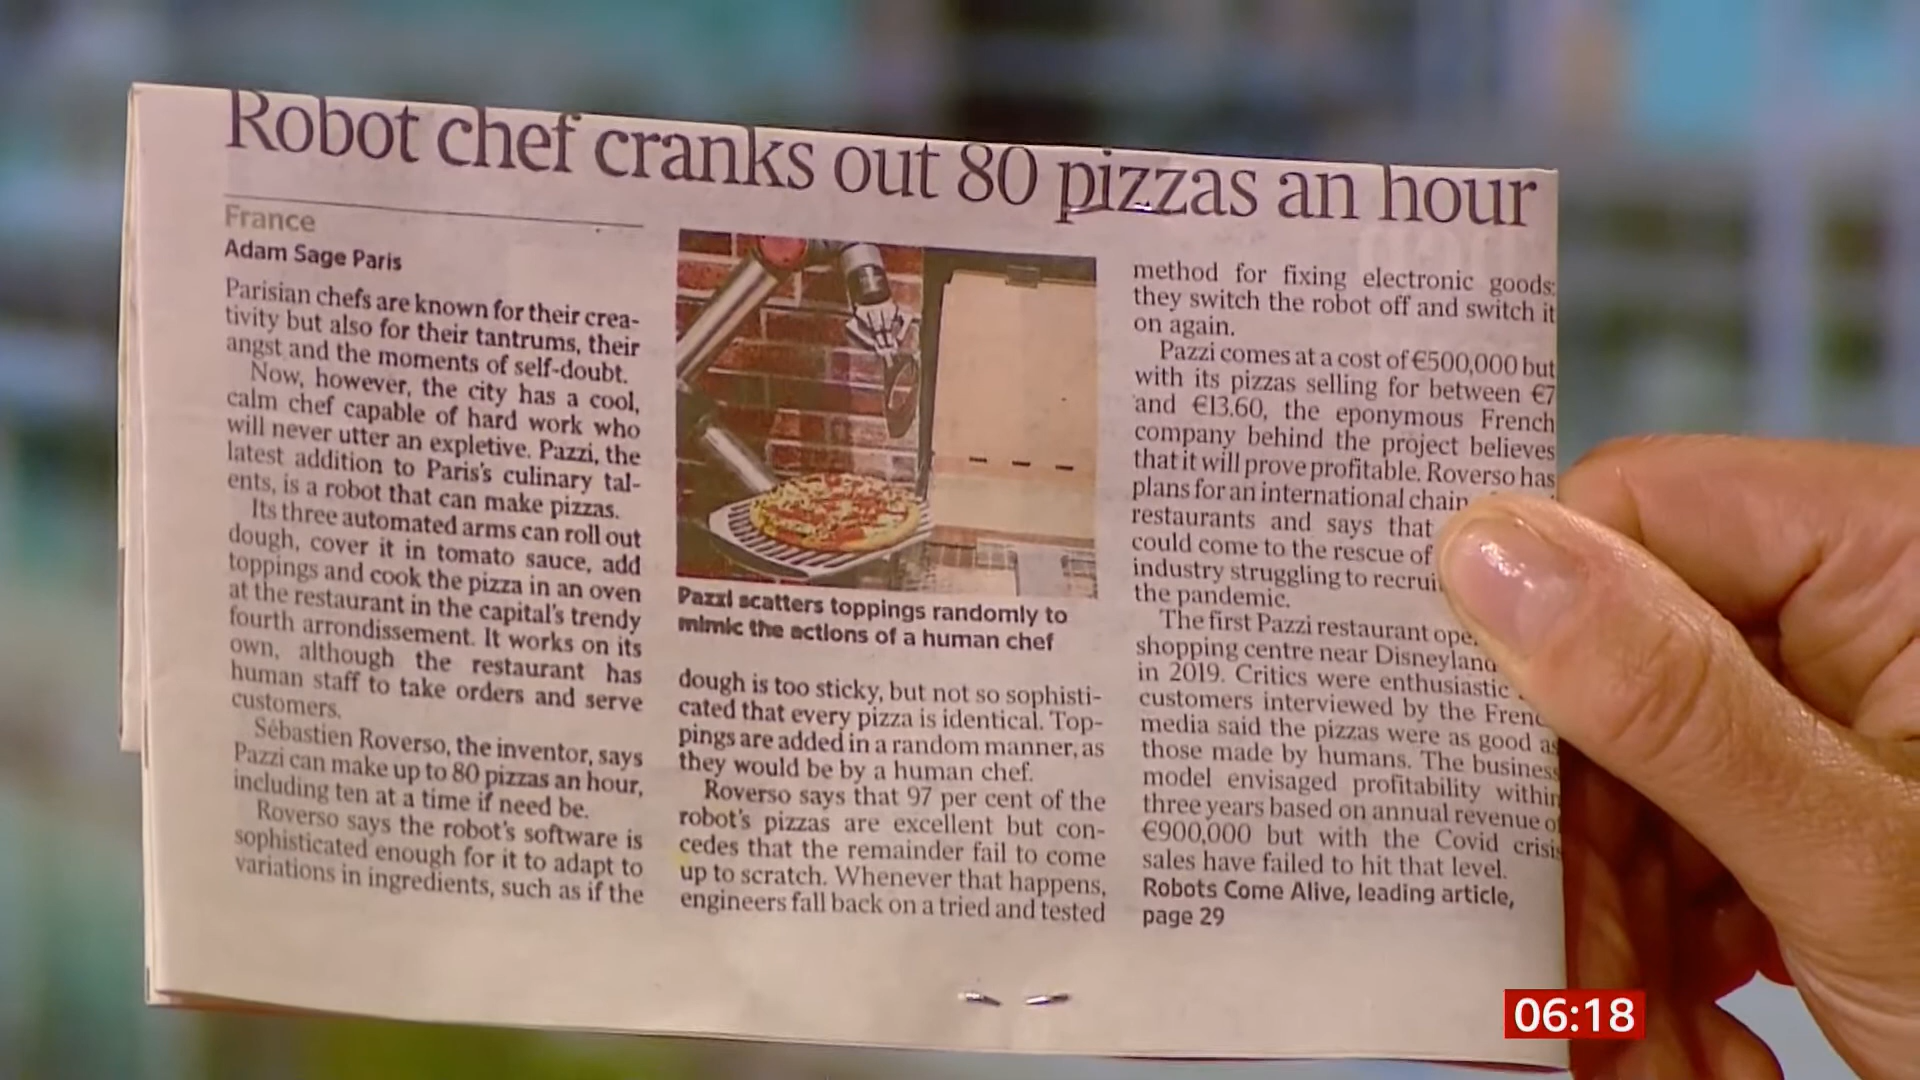 Robot chef cranks out 80 pizzas an hour
France
Adam Sage Paris
Parisian chefs are known for their crea-
tivity but also for their tantrums, their
angst and the moments of self-doubt.
Now, however, the city has a cool,
calm chef capable of hard work who
will never utter an expletive. Pazzi, the
latest addition to Paris's culinary tal-
ents, is a robot that can make pizzas.
Its three automated arms can roll out
dough, cover it in tomato sauce, add
toppings and cook the pizza in an oven
at the restaurant in the capital's trendy
fourth arrondissement. It works on its
own, although the restaurant has
human staff to take orders and serve
customers.
Sébastien Roverso, the inventor, says
Pazzi can make up to 80 pizzas an hour,
including ten at a time if need be.
Roverso says the robot's software is
sophisticated enough for it to adapt to
variations in ingredients, such as if the
Pazzi scatters toppings randomly to
mimic the actions of a human chef
dough is too sticky, but not so sophisti-
cated that every pizza is identical. Top-
pings are added in a random manner, as
they would be by a human chef.
Roverso says that 97 per cent of the
robot's pizzas are excellent but con-
cedes that the remainder fail to come
up to scratch. Whenever that happens,
engineers fall back on a tried and tested
method for fixing electronic goods:
they switch the robot off and switch it
on again.
Pazzi comes at a cost of €500,000 but
with its pizzas selling for between €7
and €13.60, the eponymous French
company behind the project believes
that it will prove profitable. Roverso has
plans for an international chain
restaurants and says that
could come to the rescue of
industry struggling to
the pandemic.
The first Pazzi restaurant
shopping centre near Disneyland
in 2019. Critics were enthusiastic
customers interviewed by the
media said the pizzas were as good as
those made by humans. The business
model envisaged profitability within
three years based on annual revenue of
€900,000 but with the Covid crisis
sales have failed to hit that level.
Robots Come Alive, leading article,
page 29
06:18